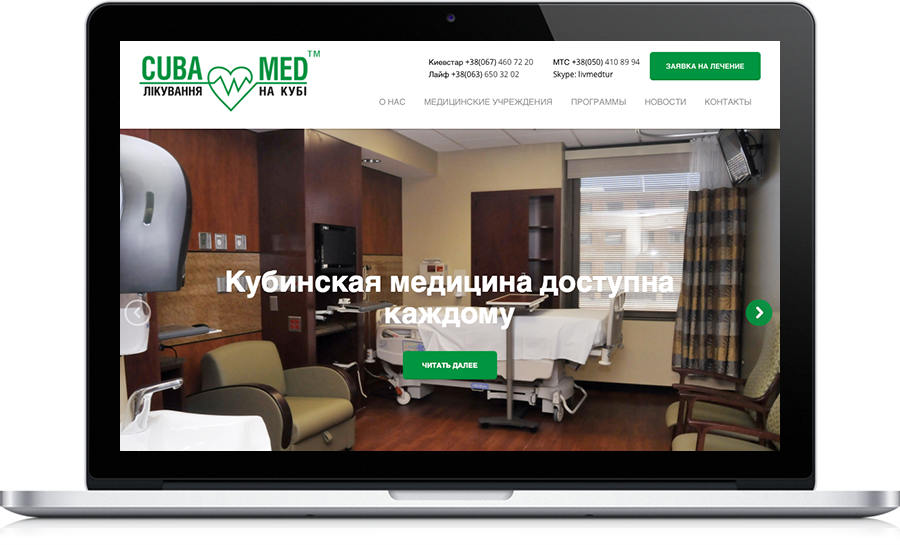 CUBA MED™
ЛІКУВАННЯ НА КУБІ
Киевстар +38(067) 460 72 20
Лайф +38(063) 650 32 02
МТС +38(050) 410 89 94
Skype: livmedtur
ЗАЯВКА НА ЛЕЧЕНИЕ
О НАС
МЕДИЦИНСКИЕ УЧРЕЖДЕНИЯ
ПРОГРАММЫ
НОВОСТИ
КОНТАКТЫ
Кубинская медицина доступна
каждому
ЧИТАТЬ ДАЛЕЕ